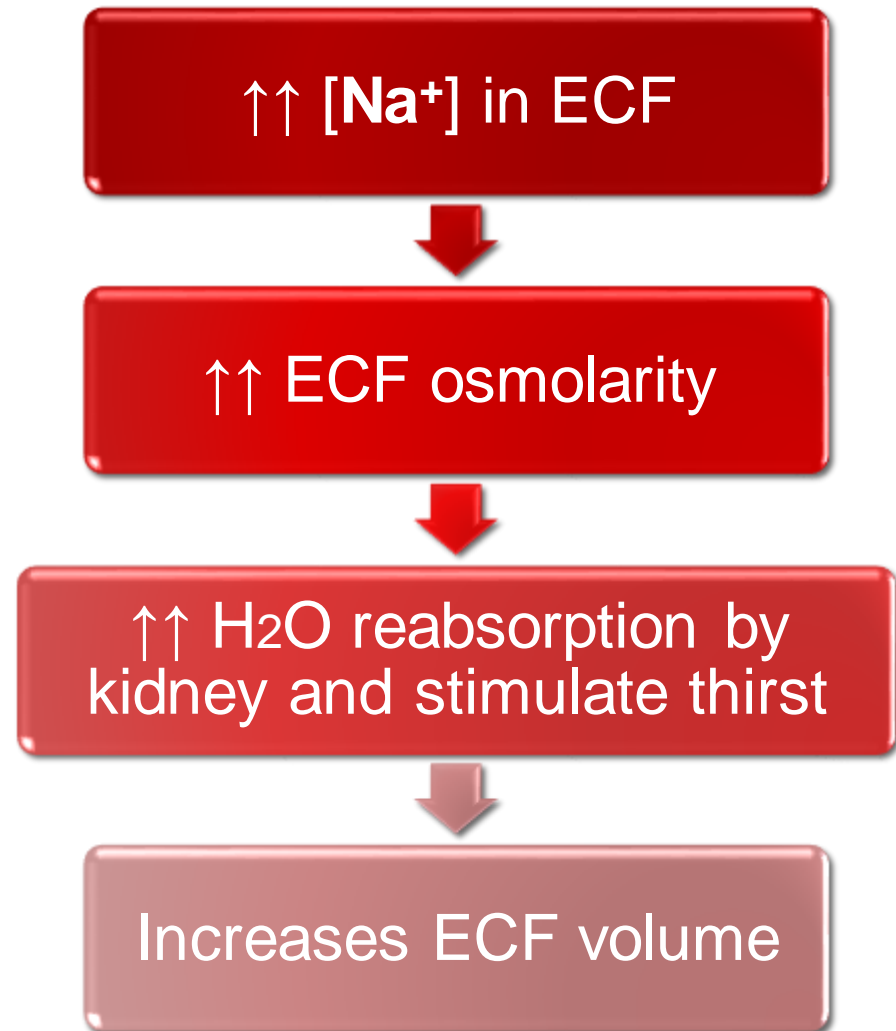 ↑↑ [Na⁺] in ECF
↑↑ ECF osmolarity
↑↑ H2O reabsorption by
kidney and stimulate thirst
Increases ECF volume